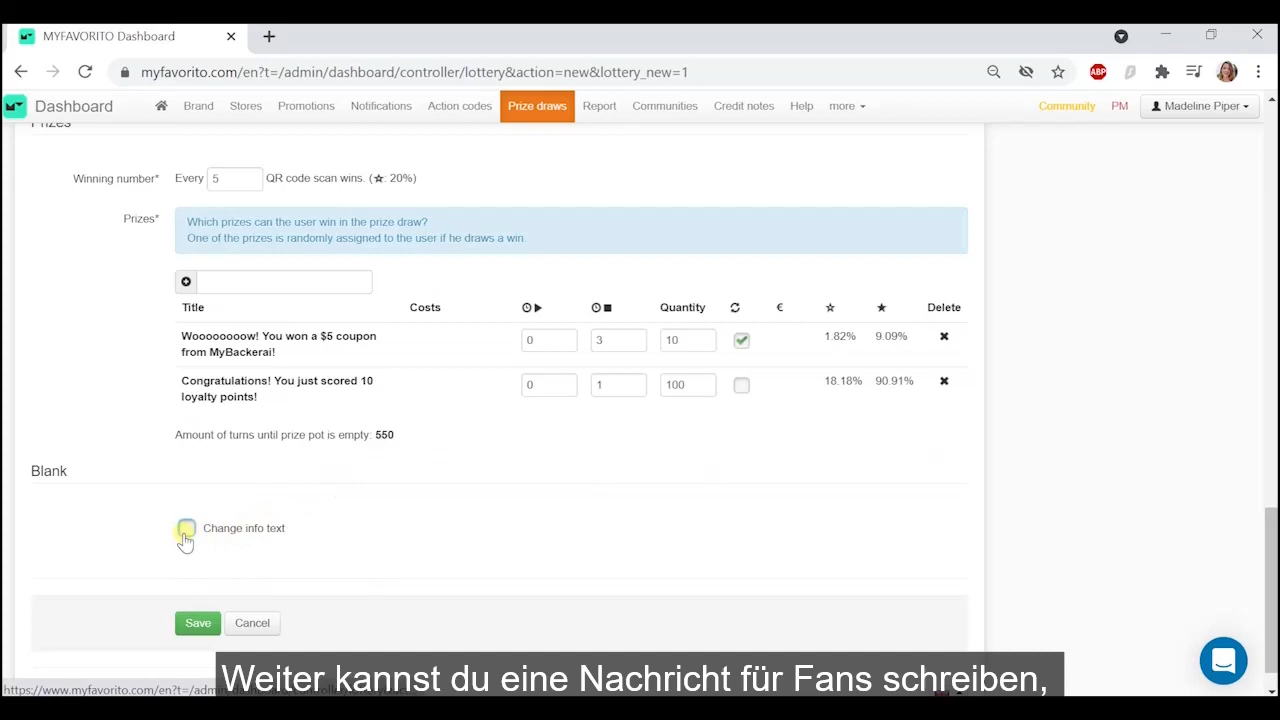 MYFAVORITO Dashboard
myfavorito.com/en?t=/admin/dashboard/controller/lottery&action=new&lottery_new=1
ABP
Dashboard Brand Stores Promotions Notifications Action codes Prize draws Report Communities Credit notes Help more Community PM Madeline Piper
Prizes
Winning number* Every 5 QR code scan wins. (☆: 20%)
Prizes* Which prizes can the user win in the prize draw?
One of the prizes is randomly assigned to the user if he draws a win.
Title Costs Quantity € ☆ ★ Delete
Wooooooooow! You won a $5 coupon 0 3 10 1.82% 9.09%
from MyBackerai!
Congratulations! You just scored 10 0 1 100 18.18% 90.91%
loyalty points!
Amount of turns until prize pot is empty: 550
Blank
Change info text
Save Cancel
Weiter kannst du eine Nachricht für Fans schreiben,